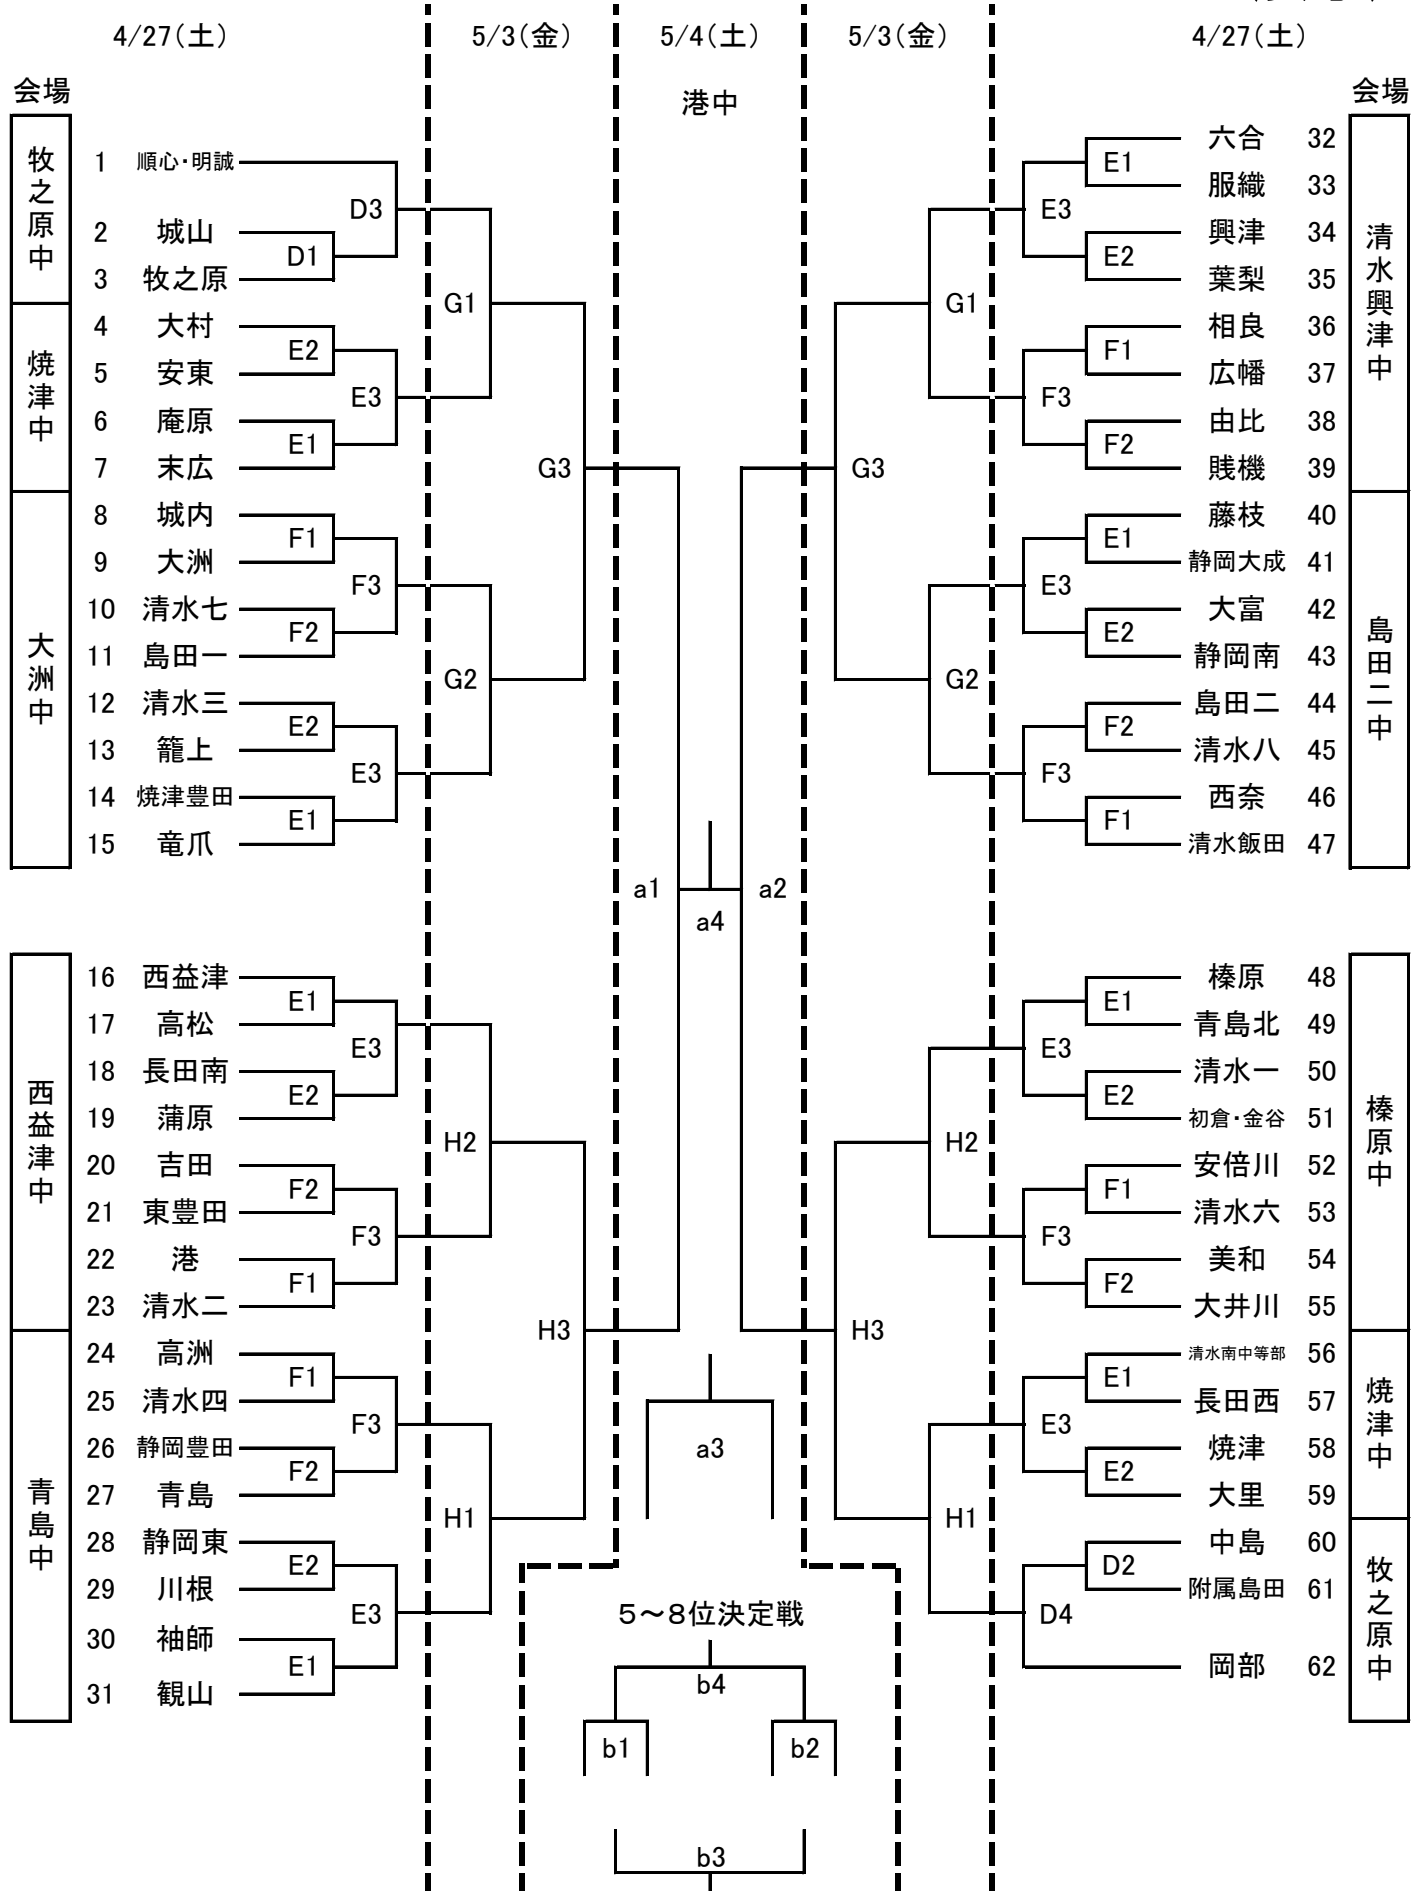 4/27(土) 5/3(金) 5/4(土) 5/3(金) 4/27(土)
会場 会場
港中
牧之原中
焼津中
大洲中
西益津中
青島中
1 順心・明誠
2 城山
3 牧之原
4 大村
5 安東
6 庵原
7 末広
8 城内
9 大洲
10 清水七
11 島田一
12 清水三
13 籠上
14 焼津豊田
15 竜爪
16 西益津
17 高松
18 長田南
19 蒲原
20 吉田
21 東豊田
22 港
23 清水二
24 高洲
25 清水四
26 静岡豊田
27 青島
28 静岡東
29 川根
30 袖師
31 観山
D3
D1
E2
E3
E1
F1
F3
F2
E2
E3
E1
E1
E3
E2
F2
F3
F1
F1
F3
F2
E2
E3
E1
G1
G2
G3
H2
H1
H3
a1
a4
a2
a3
5〜8位決定戦
b4
b1 b2
b3
G3
G1
G2
H3
H2
H1
E1
E3
E2
F1
F3
F2
E1
E3
E2
F2
F3
F1
E1
E3
E2
F1
F3
F2
E1
E3
E2
D2
D4
六合 32
服織 33
興津 34
葉梨 35
相良 36
広幡 37
由比 38
賎機 39
藤枝 40
静岡大成 41
大富 42
静岡南 43
島田二 44
清水八 45
西奈 46
清水飯田 47
榛原 48
青島北 49
清水一 50
初倉・金谷 51
安倍川 52
清水六 53
美和 54
大井川 55
清水南中等部 56
長田西 57
焼津 58
大里 59
中島 60
附属島田 61
岡部 62
清水興津中
島田二中
榛原中
焼津中
牧之原中